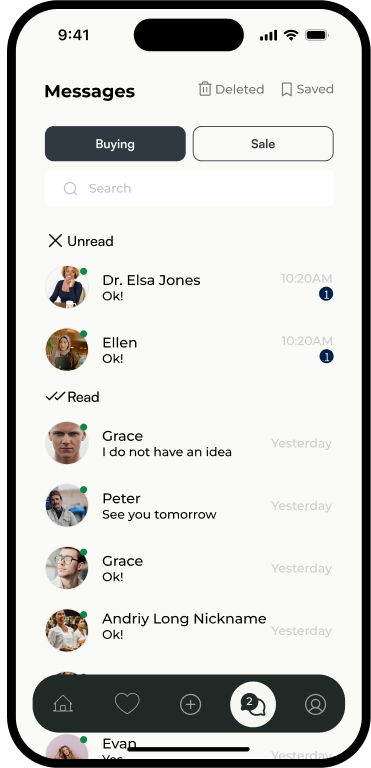 9:41
Messages
Deleted
Saved
Buying
Sale
Search
Unread
Dr. Elsa Jones
10:20AM
Ok!
1
Ellen
10:20AM
Ok!
1
Read
Grace
I do not have an idea
Yesterday
Peter
See you tomorrow
Yesterday
Grace
Ok!
Yesterday
Andriy Long Nickname
Ok!
Yesterday
2
Evan
Yesterday
Yes